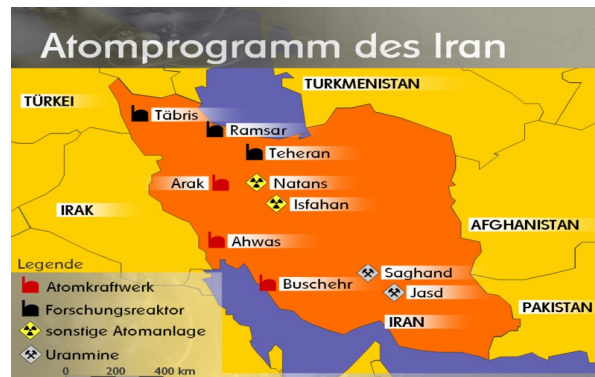 Atomprogramm des Iran
TURKMENISTAN
TÜRKEI
Täbris
Ramsar
Teheran
Arak
Natans
Isfahan
IRAK
AFGHANISTAN
Ahwas
Legende
Saghand
Atomkraftwerk
Buschehr
Jasd
Forschungsreaktor
PAKISTAN
IRAN
sonstige Atomanlage
Uranmine
0 200 400 km